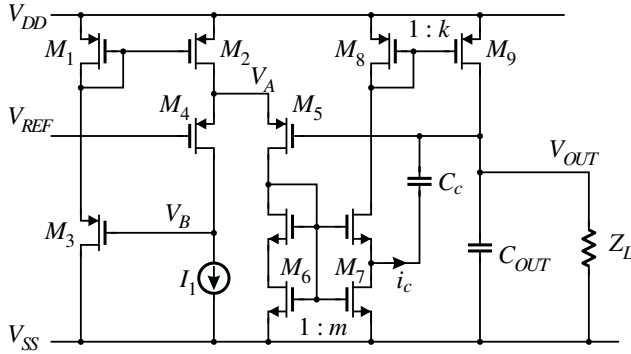 V_DD
1 : k
M_1
M_2
M_8
M_9
V_A
M_4
M_5
V_REF
V_OUT
C_c
V_B
M_3
C_OUT
Z_L
I_1
M_6
M_7
i_c
V_SS
1 : m